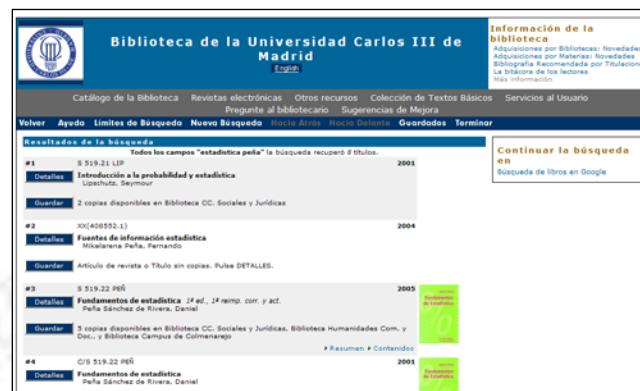 Biblioteca de la Universidad Carlos III de
Madrid
English
Información de la
biblioteca
Adquisiciones por Bibliotecas: Novedades
Adquisiciones por Materias: Novedades
Bibliografía Recomendada por Titulacion
La bitácora de los lectores
Más información
Catálogo de la Biblioteca Revistas electrónicas Otros recursos Colección de Textos Básicos Servicios al Usuario
Pregunte al bibliotecario Sugerencias de Mejora
Volver Ayuda Límites de Búsqueda Nueva Búsqueda Hacia Atrás Hacia Delante Guardados Terminar
Resultados de la búsqueda
Todos los campos "estadistica peña" la búsqueda recuperó 8 títulos.
#1 S 519.21 LIP 2001
Detalles Introducción a la probabilidad y estadística
Lipschutz, Seymour
Guardar 2 copias disponibles en Biblioteca CC. Sociales y Jurídicas
#2 XX(408552.1) 2004
Detalles Fuentes de información estadística
Mikelarena Peña, Fernando
Guardar Artículo de revista o Título sin copias. Pulse DETALLES.
#3 S 519.22 PEÑ 2005
Detalles Fundamentos de estadística 1ª ed., 1ª reimp. corr. y act.
Peña Sánchez de Rivera, Daniel
Guardar 5 copias disponibles en Biblioteca CC. Sociales y Jurídicas, Biblioteca Humanidades Com. y
Doc., y Biblioteca Campus de Colmenarejo
Resumen Contenidos
#4 C/S 519.22 PEÑ 2001
Detalles Fundamentos de estadística
Peña Sánchez de Rivera, Daniel
Continuar la búsqueda
en
Búsqueda de libros en Google
Fundamentos
de Estadística
Fundamentos
de Estadística